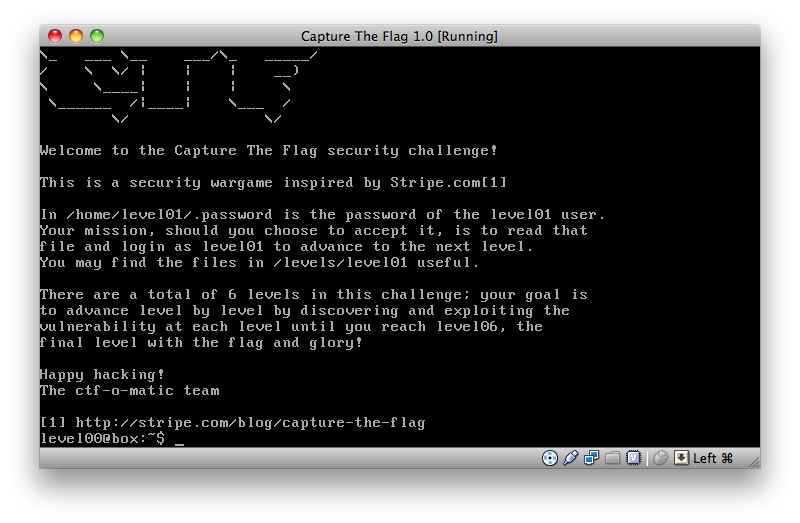 Capture The Flag 1.0 [Running]
Welcome to the Capture The Flag security challenge!
This is a security wargame inspired by Stripe.com[1]
In /home/level01/.password is the password of the level01 user.
Your mission, should you choose to accept it, is to read that
file and login as level01 to advance to the next level.
You may find the files in /levels/level01 useful.
There are a total of 6 levels in this challenge; your goal is
to advance level by level by discovering and exploiting the
vulnerability at each level until you reach level06, the
final level with the flag and glory!
Happy hacking!
The ctf-o-matic team
[1] http://stripe.com/blog/capture-the-flag
level00@box:~$ _
Left ⌘